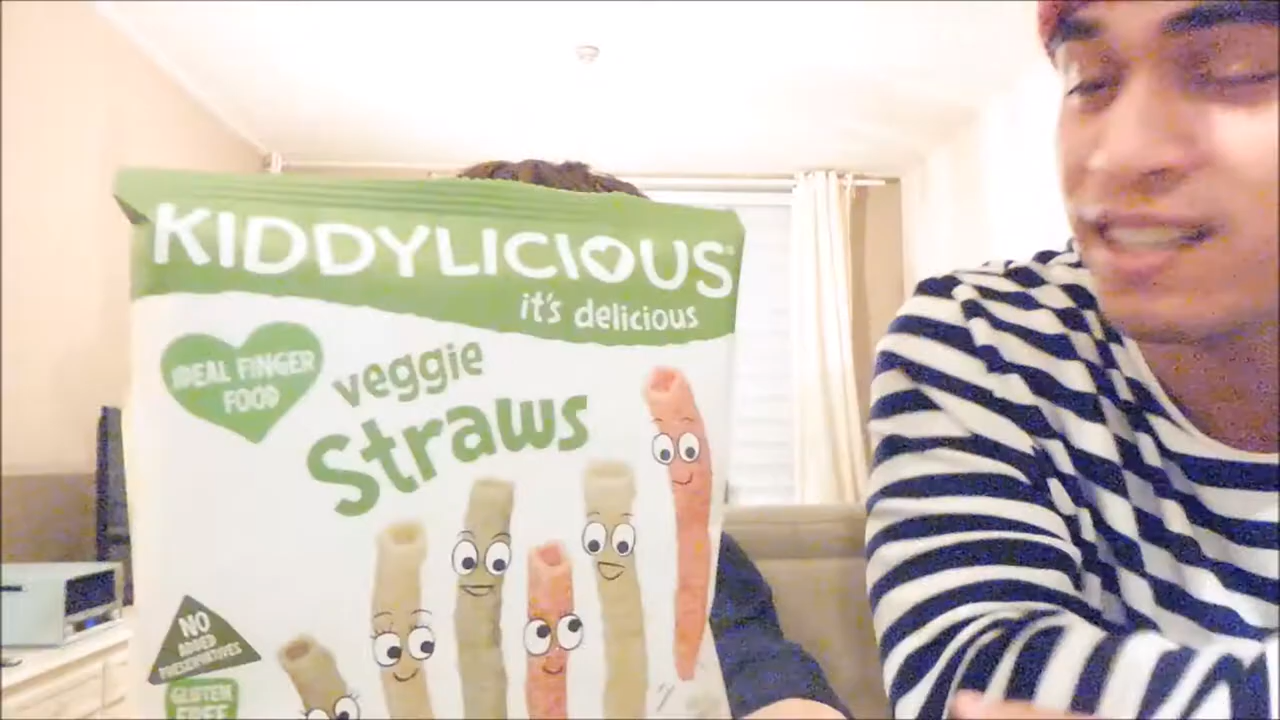 KIDDYLICIOUS
it's delicious
IDEAL FINGER
FOOD
veggie
Straws
NO
ADDED
PRESERVATIVES
GLUTEN
FREE